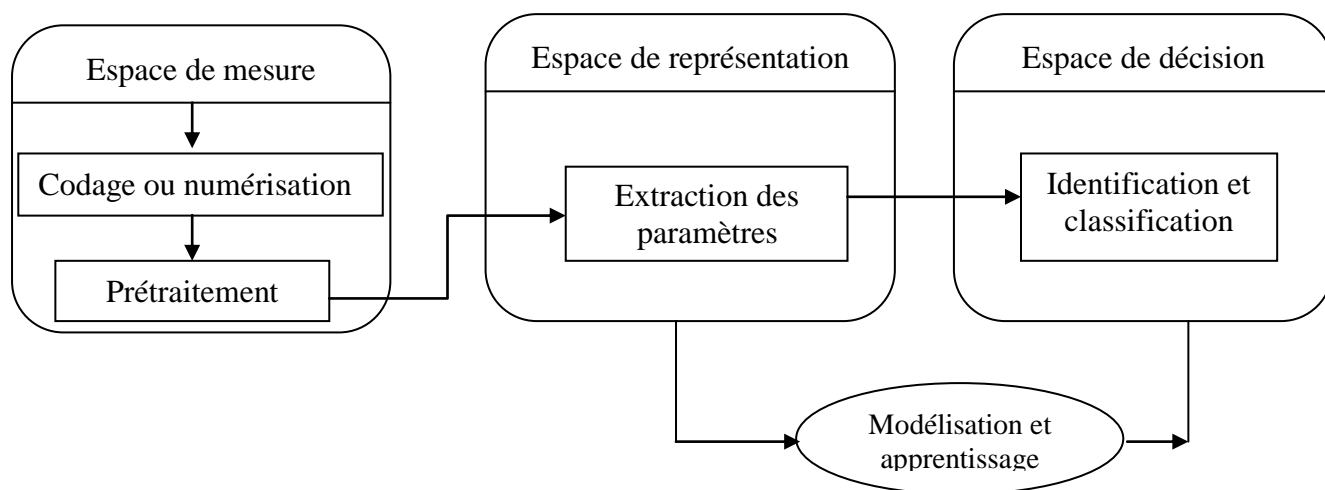 Espace de mesure
Codage ou numérisation
Prétraitement
Espace de représentation
Extraction des
paramètres
Espace de décision
Identification et
classification
Modélisation et
apprentissage